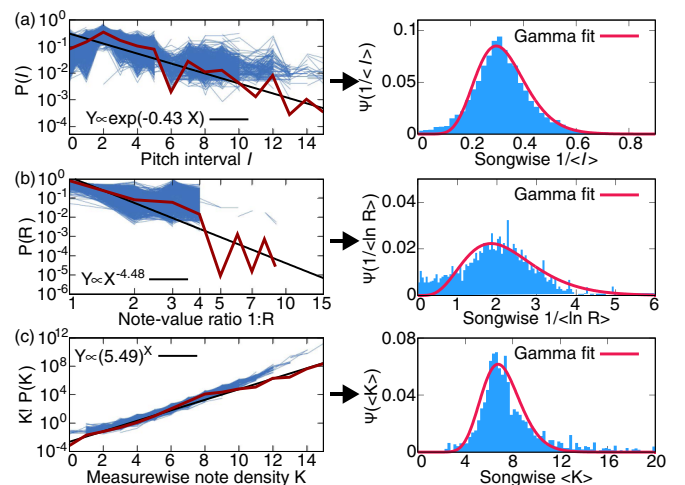 (a)
10^0
10^-1
10^-2
10^-3
10^-4
P(I)
Y∝exp(-0.43 X)
0 2 4 6 8 10 12 14
Pitch interval I
Gamma fit
0.1
0.05
0
Ψ(1/<I>)
0.2 0.4 0.6 0.8
Songwise 1/<I>
(b)
10^0
10^-1
10^-2
10^-3
10^-4
10^-5
10^-6
P(R)
Y∝X^-4.48
1 2 3 4 5 7 10 15
Note-value ratio 1:R
Gamma fit
0.04
0.02
0
Ψ(1/<ln R>)
0 1 2 3 4 5 6
Songwise 1/<ln R>
(c)
10^12
10^8
10^4
10^0
10^-4
K! P(K)
Y∝(5.49)^X
0 2 4 6 8 10 12 14
Measurewise note density K
Gamma fit
0.08
0.04
0
Ψ(<K>)
0 4 8 12 16 20
Songwise <K>